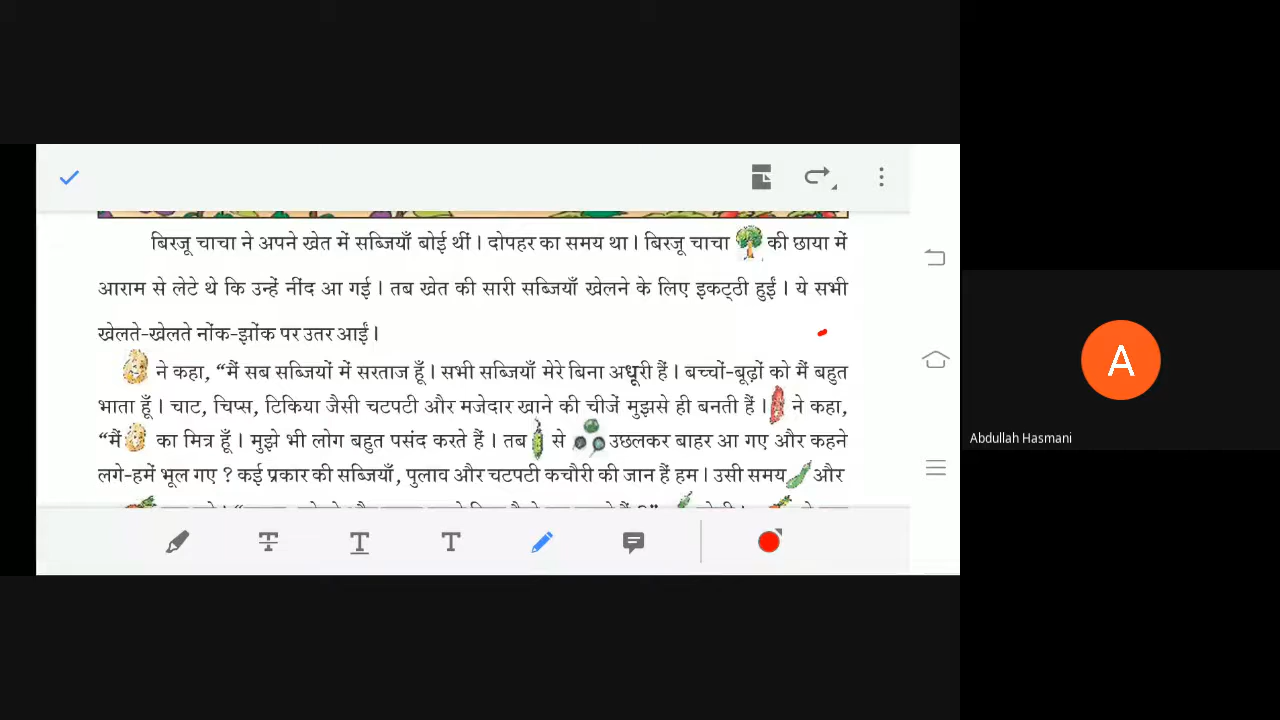 बिरजू चाचा ने अपने खेत में सब्जियाँ बोई थीं। दोपहर का समय था। बिरजू चाचा की छाया में
आराम से लेटे थे कि उन्हें नींद आ गई। तब खेत की सारी सब्जियाँ खेलने के लिए इकट्ठी हुईं। ये सभी
खेलते-खेलते नोंक-झोंक पर उतर आईं।
ने कहा, “मैं सब सब्जियों में सरताज हूँ। सभी सब्जियाँ मेरे बिना अधूरी हैं। बच्चों-बूढ़ों को मैं बहुत
भाता हूँ। चाट, चिप्स, टिकिया जैसी चटपटी और मजेदार खाने की चीजें मुझसे ही बनती हैं। ने कहा,
“मैं का मित्र हूँ। मुझे भी लोग बहुत पसंद करते हैं। तब से उछलकर बाहर आ गए और कहने
लगे-हमें भूल गए ? कई प्रकार की सब्जियाँ, पुलाव और चटपटी कचौरी की जान हैं हम। उसी समय और
T T T
A
Abdullah Hasmani